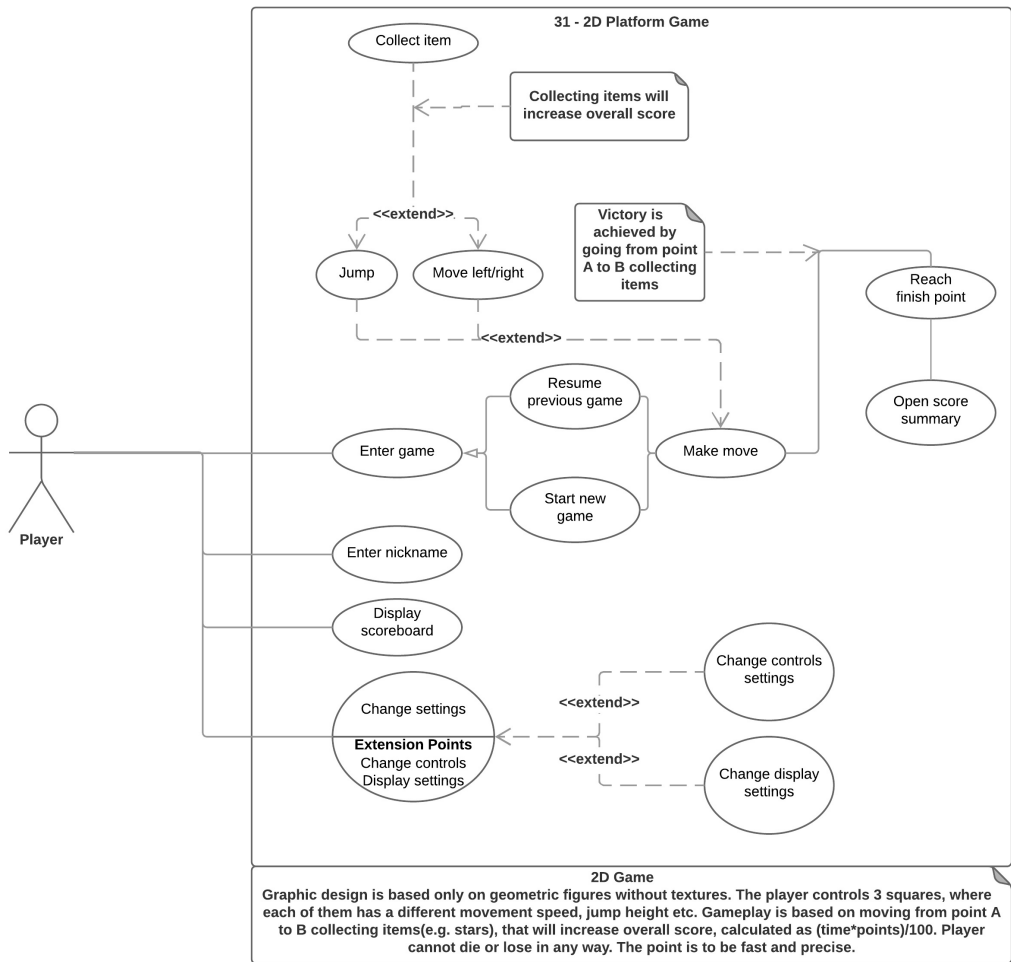 31 - 2D Platform Game
Collect item
Collecting items will
increase overall score
<<extend>>
Victory is
achieved by
going from point
A to B collecting
items
Jump
Move left/right
Reach
finish point
<<extend>>
Resume
previous game
Open score
summary
Enter game
Make move
Start new
game
Player
Enter nickname
Display
scoreboard
Change controls
settings
<<extend>>
Change settings
Extension Points
Change controls
Display settings
<<extend>>
Change display
settings
2D Game
Graphic design is based only on geometric figures without textures. The player controls 3 squares, where
each of them has a different movement speed, jump height etc. Gameplay is based on moving from point A
to B collecting items(e.g. stars), that will increase overall score, calculated as (time*points)/100. Player
cannot die or lose in any way. The point is to be fast and precise.